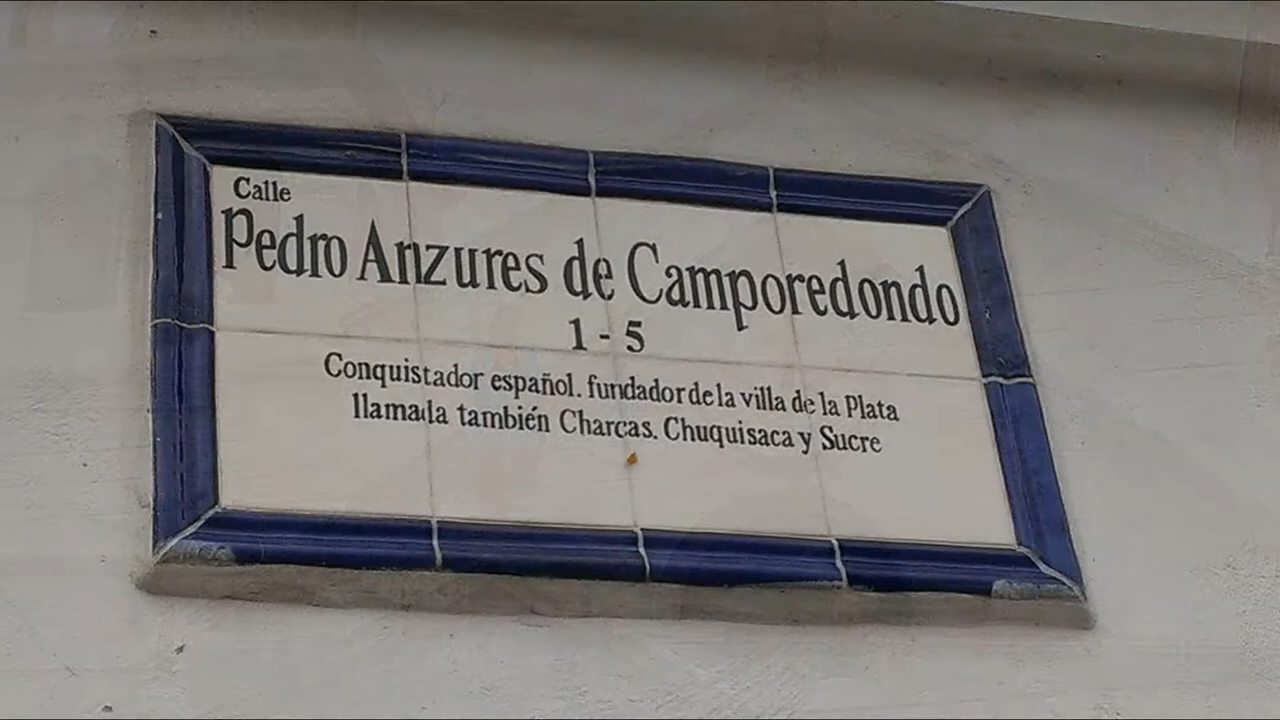 Calle
Pedro Anzures de Camporedondo
1 - 5
Conquistador español. fundador de la villa de la Plata
llamada también Charcas. Chuquisaca y Sucre